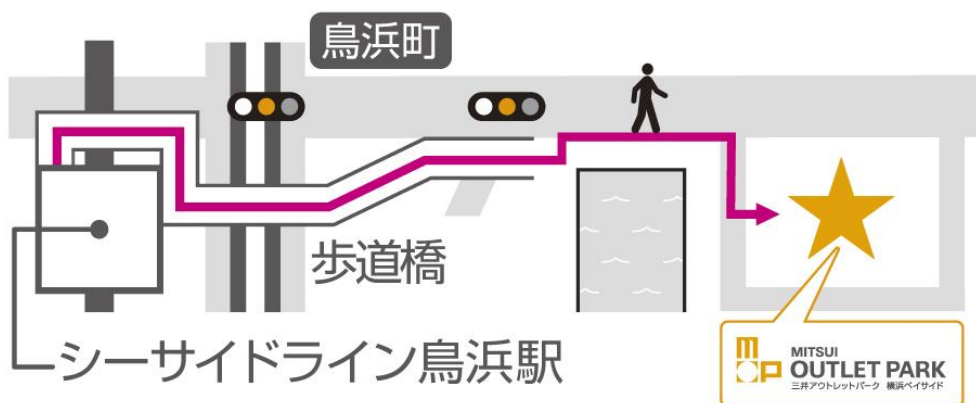 鳥浜町
歩道橋
シーサイドライン鳥浜駅
mop
MITSUI
OUTLET PARK
三井アウトレットパーク 横浜ベイサイド